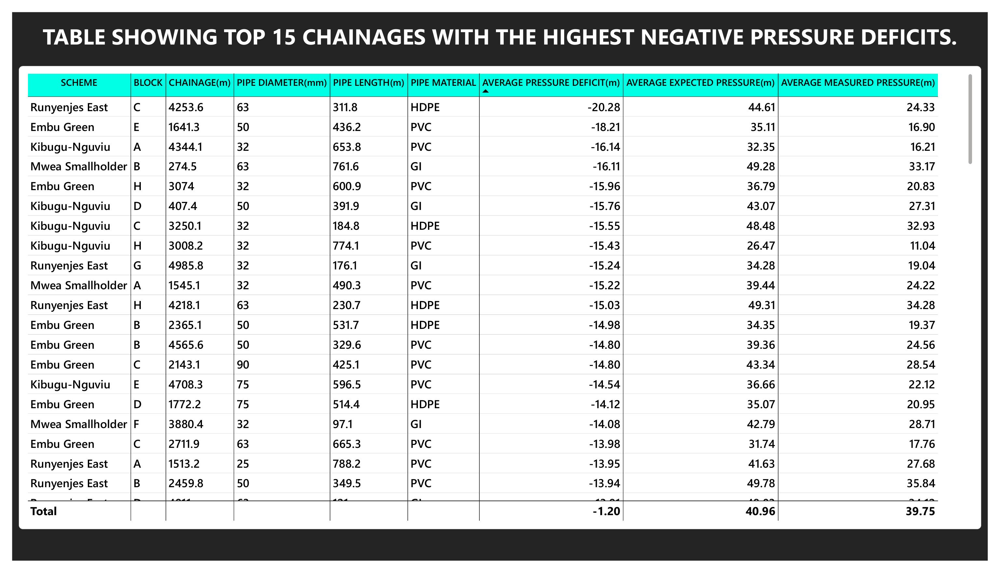 TABLE SHOWING TOP 15 CHAINAGES WITH THE HIGHEST NEGATIVE PRESSURE DEFICITS.
SCHEME BLOCK CHAINAGE(m) PIPE DIAMETER(mm) PIPE LENGTH(m) PIPE MATERIAL AVERAGE PRESSURE DEFICIT(m) AVERAGE EXPECTED PRESSURE(m) AVERAGE MEASURED PRESSURE(m)
Runyenjes East C 4253.6 63 311.8 HDPE -20.28 44.61 24.33
Embu Green E 1641.3 50 436.2 PVC -18.21 35.11 16.90
Kibugu-Nguviu A 4344.1 32 653.8 PVC -16.14 32.35 16.21
Mwea Smallholder B 274.5 63 761.6 GI -16.11 49.28 33.17
Embu Green H 3074 32 600.9 PVC -15.96 36.79 20.83
Kibugu-Nguviu D 407.4 50 391.9 GI -15.76 43.07 27.31
Kibugu-Nguviu C 3250.1 32 184.8 HDPE -15.55 48.48 32.93
Kibugu-Nguviu H 3008.2 32 774.1 PVC -15.43 26.47 11.04
Runyenjes East G 4985.8 32 176.1 GI -15.24 34.28 19.04
Mwea Smallholder A 1545.1 32 490.3 PVC -15.22 39.44 24.22
Runyenjes East H 4218.1 63 230.7 HDPE -15.03 49.31 34.28
Embu Green B 2365.1 50 531.7 HDPE -14.98 34.35 19.37
Embu Green B 4565.6 50 329.6 PVC -14.80 39.36 24.56
Embu Green C 2143.1 90 425.1 PVC -14.80 43.34 28.54
Kibugu-Nguviu E 4708.3 75 596.5 PVC -14.54 36.66 22.12
Embu Green D 1772.2 75 514.4 HDPE -14.12 35.07 20.95
Mwea Smallholder F 3880.4 32 97.1 GI -14.08 42.79 28.71
Embu Green C 2711.9 63 665.3 PVC -13.98 31.74 17.76
Runyenjes East A 1513.2 25 788.2 PVC -13.95 41.63 27.68
Runyenjes East B 2459.8 50 349.5 PVC -13.94 49.78 35.84
Total -1.20 40.96 39.75